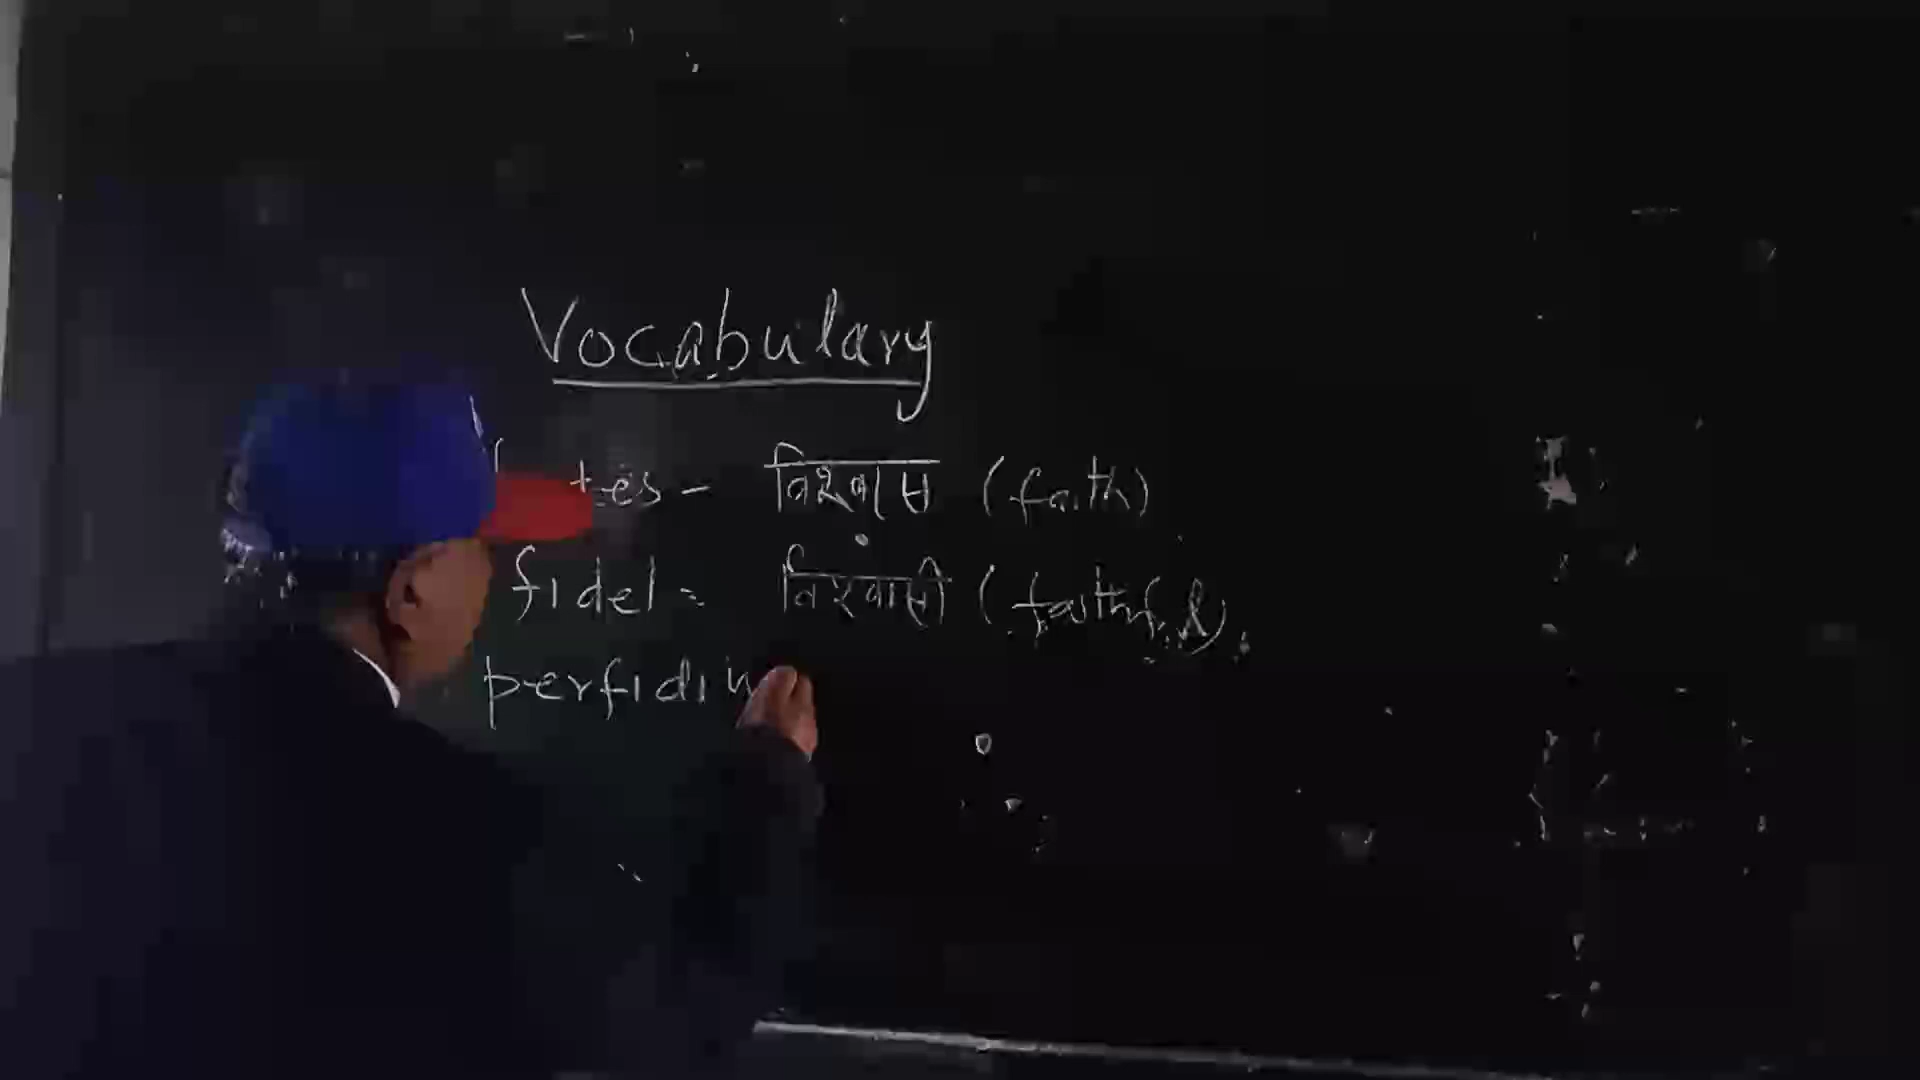 Vocabulary
tes - विश्वास (faith)
fidel = विश्वासी (faithful).
perfidi